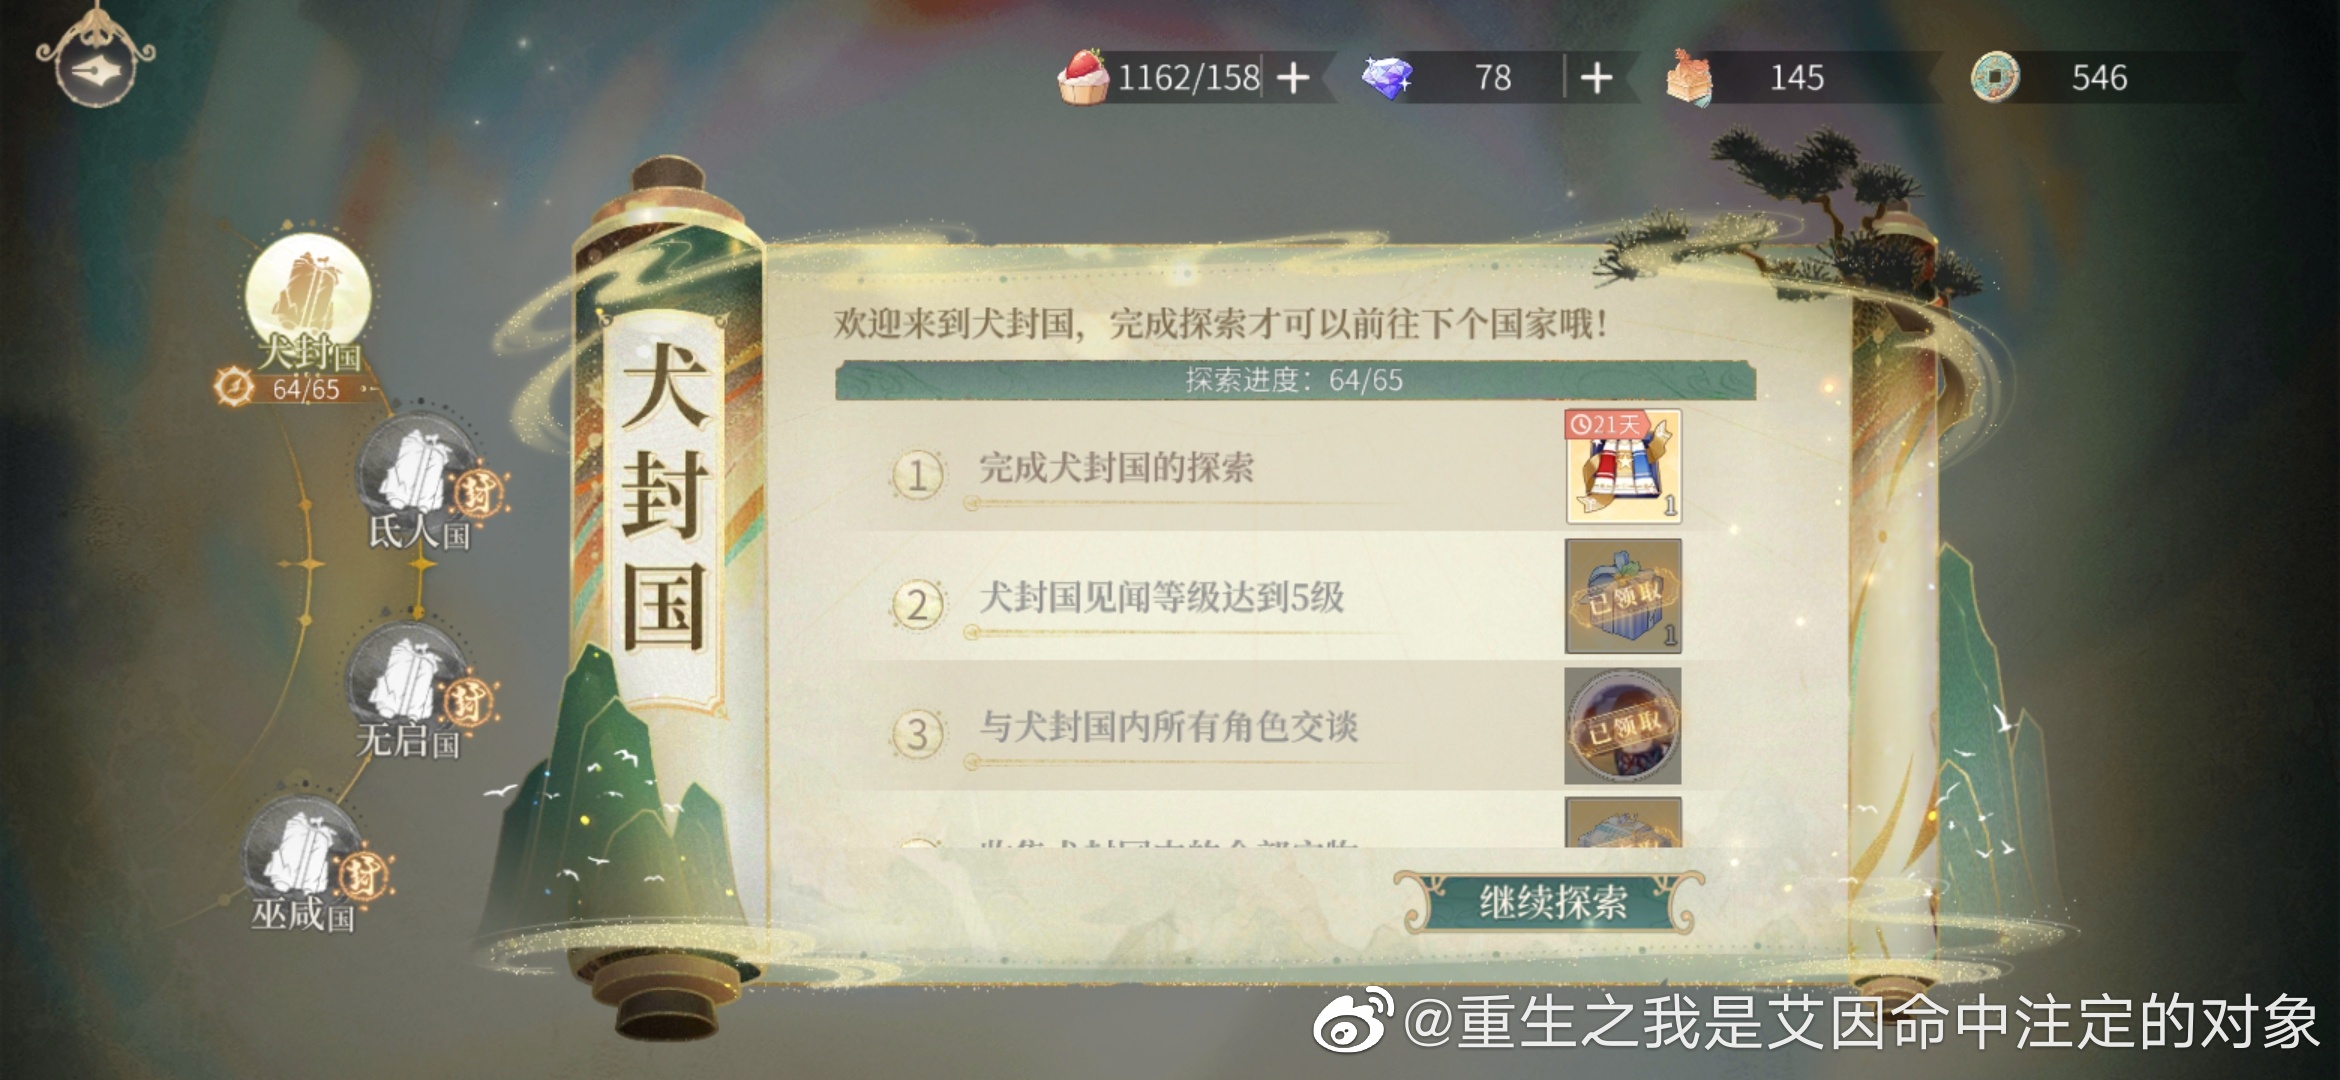 1162/158
78
145
546
犬封国
64/65
氐人国
封
无启国
封
巫咸国
封
犬封国
欢迎来到犬封国，完成探索才可以前往下个国家哦！
探索进度：64/65
1 完成犬封国的探索
21天
1
2 犬封国见闻等级达到5级
已领取
1
3 与犬封国内所有角色交谈
已领取
继续探索
@重生之我是艾因命中注定的对象